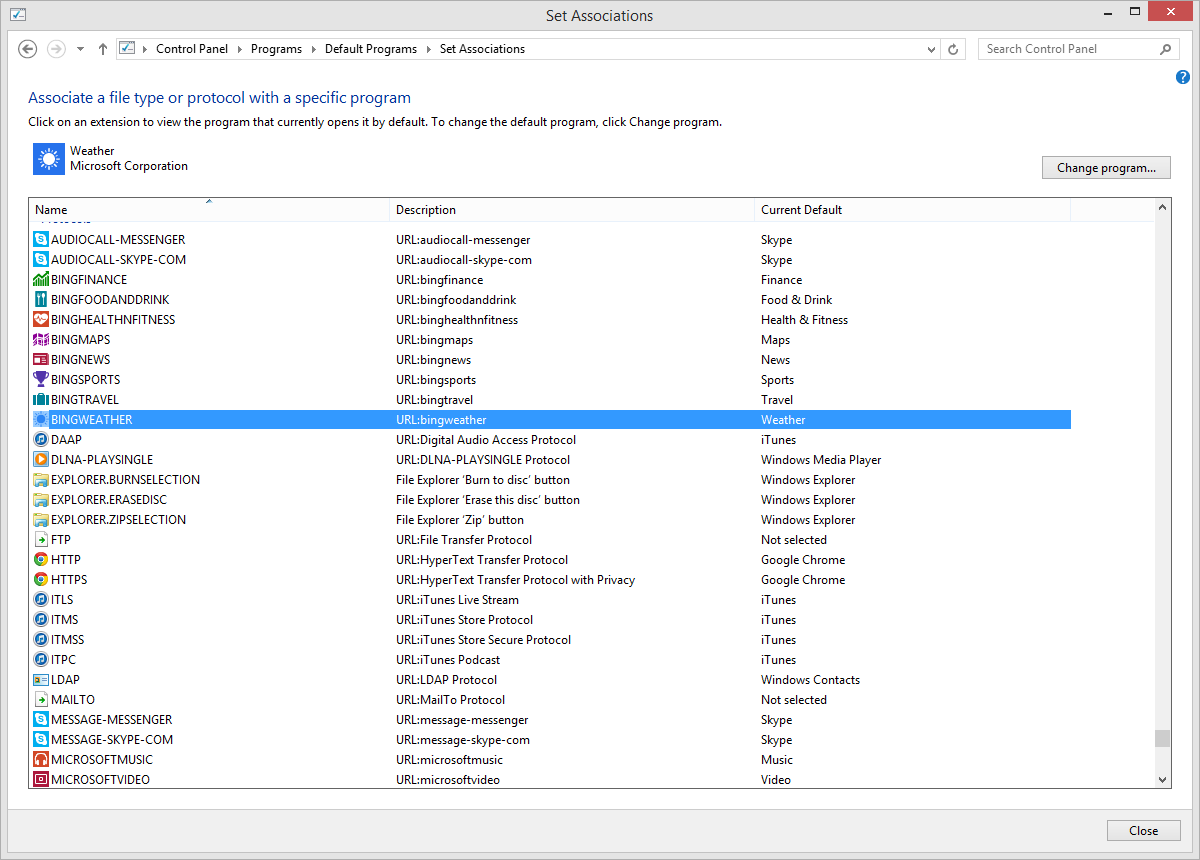 Set Associations
Control Panel Programs Default Programs Set Associations Search Control Panel
?
Associate a file type or protocol with a specific program
Click on an extension to view the program that currently opens it by default. To change the default program, click Change program.
Weather
Microsoft Corporation
Change program...
Name Description Current Default
AUDIOCALL-MESSENGER URL:audiocall-messenger Skype
AUDIOCALL-SKYPE-COM URL:audiocall-skype-com Skype
BINGFINANCE URL:bingfinance Finance
BINGFOODANDDRINK URL:bingfoodanddrink Food & Drink
BINGHEALTHNFITNESS URL:binghealthnfitness Health & Fitness
BINGMAPS URL:bingmaps Maps
BINGNEWS URL:bingnews News
BINGSPORTS URL:bingsports Sports
BINGTRAVEL URL:bingtravel Travel
BINGWEATHER URL:bingweather Weather
DAAP URL:Digital Audio Access Protocol iTunes
DLNA-PLAYSINGLE URL:DLNA-PLAYSINGLE Protocol Windows Media Player
EXPLORER.BURNSELECTION File Explorer ‘Burn to disc’ button Windows Explorer
EXPLORER.ERASEDISC File Explorer ‘Erase this disc’ button Windows Explorer
EXPLORER.ZIPSELECTION File Explorer ‘Zip’ button Windows Explorer
FTP URL:File Transfer Protocol Not selected
HTTP URL:HyperText Transfer Protocol Google Chrome
HTTPS URL:HyperText Transfer Protocol with Privacy Google Chrome
ITLS URL:iTunes Live Stream iTunes
ITMS URL:iTunes Store Protocol iTunes
ITMSS URL:iTunes Store Secure Protocol iTunes
ITPC URL:iTunes Podcast iTunes
LDAP URL:LDAP Protocol Windows Contacts
MAILTO URL:MailTo Protocol Not selected
MESSAGE-MESSENGER URL:message-messenger Skype
MESSAGE-SKYPE-COM URL:message-skype-com Skype
MICROSOFTMUSIC URL:microsoftmusic Music
MICROSOFTVIDEO URL:microsoftvideo Video
Close